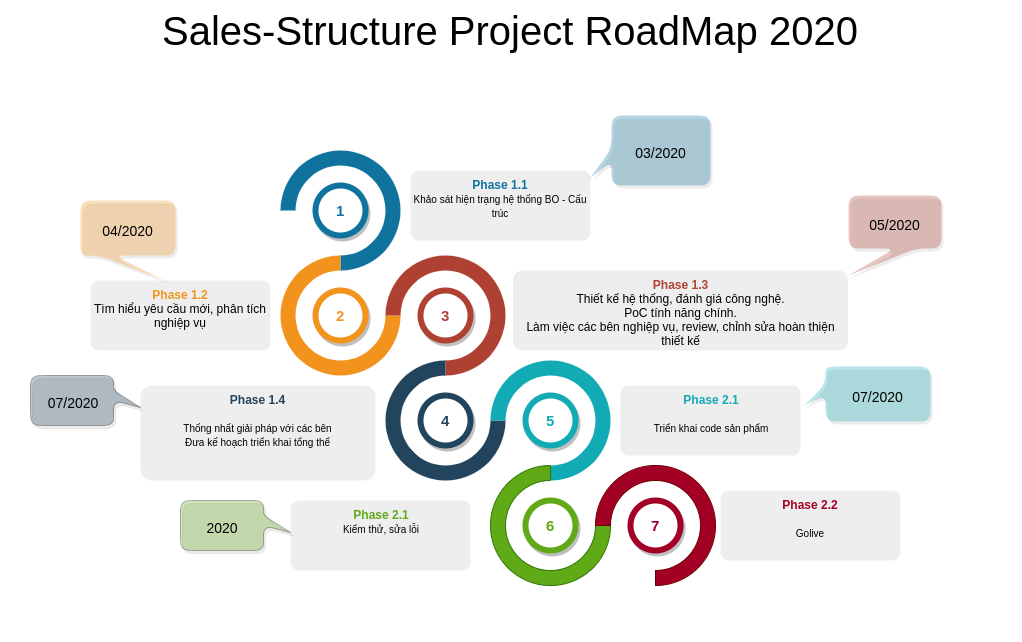 Sales-Structure Project RoadMap 2020
03/2020
1
Phase 1.1
Khảo sát hiện trạng hệ thống BO - Cấu
trúc
04/2020
Phase 1.2
Tìm hiểu yêu cầu mới, phân tích
nghiệp vụ
2
3
05/2020
Phase 1.3
Thiết kế hệ thống, đánh giá công nghệ.
PoC tính năng chính.
Làm việc các bên nghiệp vụ, review, chỉnh sửa hoàn thiện
thiết kế
07/2020
Phase 1.4
Thống nhất giải pháp với các bên
Đưa kế hoạch triển khai tổng thể
4
5
Phase 2.1
Triển khai code sản phẩm
07/2020
2020
Phase 2.1
Kiểm thử, sửa lỗi
6
7
Phase 2.2
Golive